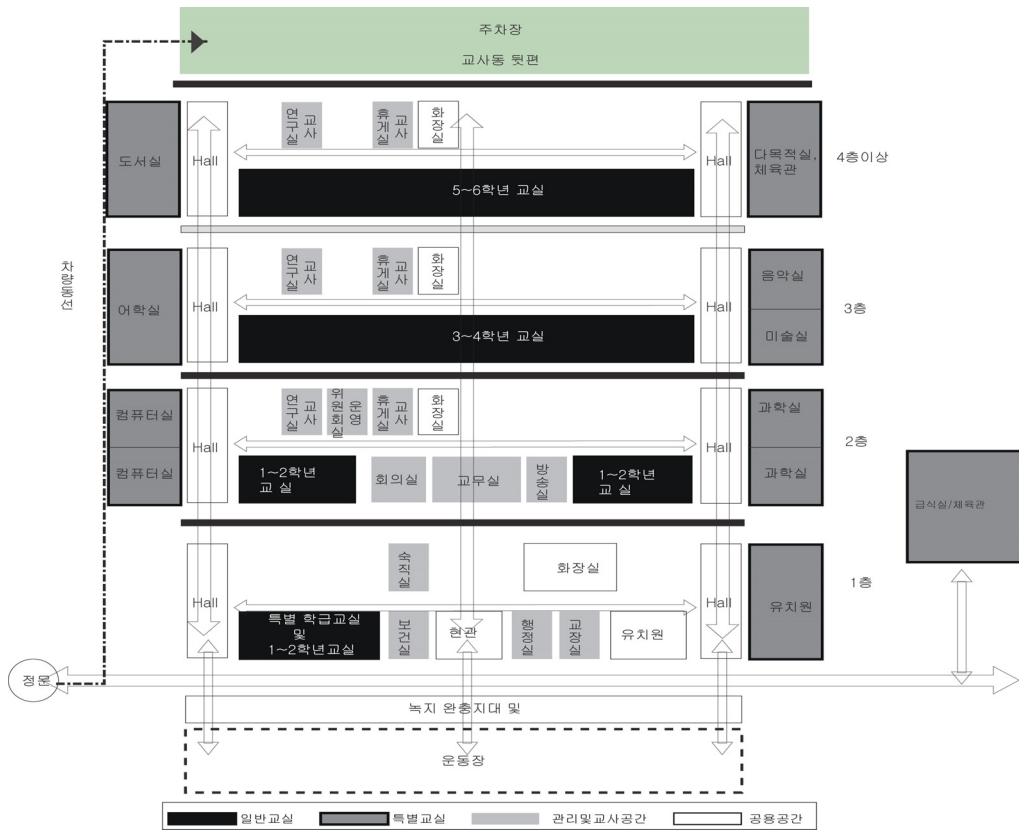 주차장
교사동 뒷편
차량동선
도서실
Hall
교사
연구실
교사
휴게실
화장실
5~6학년 교실
Hall
다목적실,
체육관
4층이상
어학실
Hall
교사
연구실
교사
휴게실
화장실
3~4학년 교실
Hall
음악실
미술실
3층
컴퓨터실
컴퓨터실
Hall
교사
연구실
운영
위원회실
교사
휴게실
화장실
1~2학년
교 실
회의실
교무실
방송실
1~2학년
교 실
Hall
과학실
과학실
2층
급식실/체육관
Hall
숙직실
화장실
특별 학급교실
및
1~2학년교실
보건실
현관
행정실
교장실
유치원
Hall
유치원
1층
정문
녹지 완충지대 및
운동장
일반교실
특별교실
관리및교사공간
공용공간